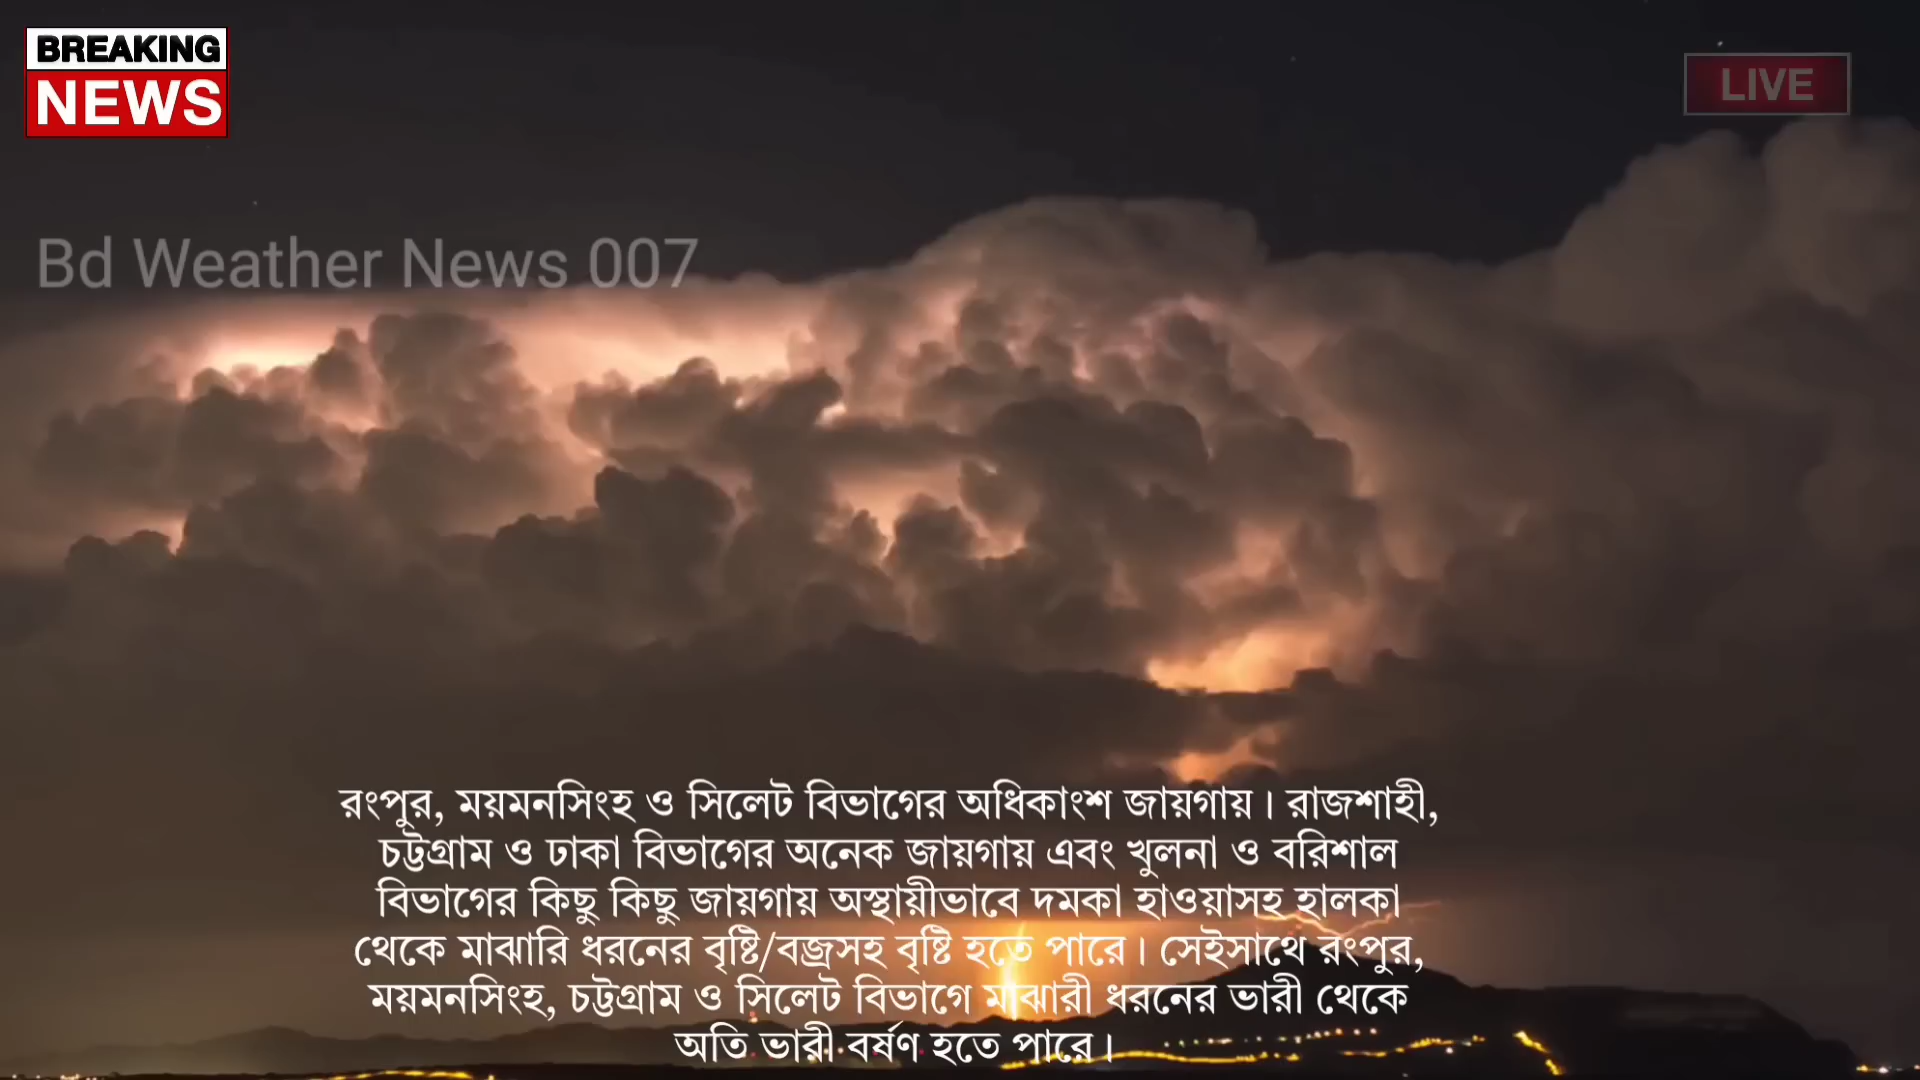 BREAKING
NEWS
LIVE
Bd Weather News 007
রংপুর, ময়মনসিংহ ও সিলেট বিভাগের অধিকাংশ জায়গায়। রাজশাহী,
চট্টগ্রাম ও ঢাকা বিভাগের অনেক জায়গায় এবং খুলনা ও বরিশাল
বিভাগের কিছু কিছু জায়গায় অস্থায়ীভাবে দমকা হাওয়াসহ হালকা
থেকে মাঝারি ধরনের বৃষ্টি/বজ্রসহ বৃষ্টি হতে পারে। সেইসাথে রংপুর,
ময়মনসিংহ, চট্টগ্রাম ও সিলেট বিভাগে মাঝারী ধরনের ভারী থেকে
অতি ভারী বর্ষণ হতে পারে।